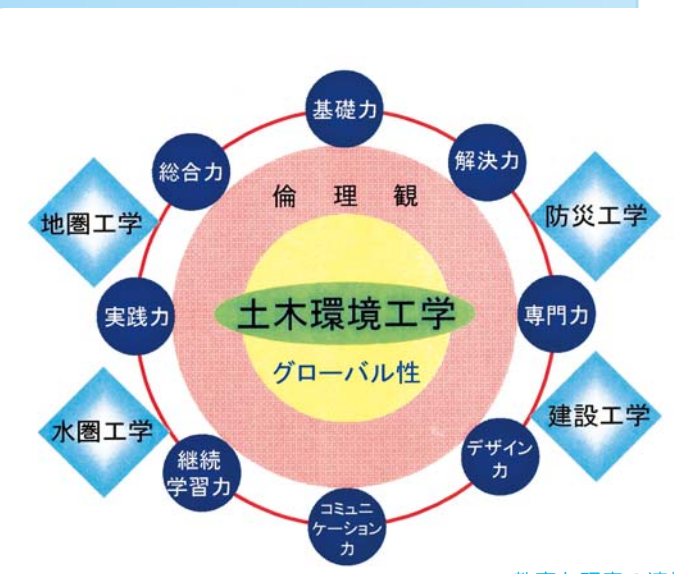 基礎力
総合力
解決力
倫 理 観
地圏工学
防災工学
実践力
土木環境工学
専門力
グローバル性
水圏工学
建設工学
継続
学習力
デザイン
力
コミュニ
ケーション
力